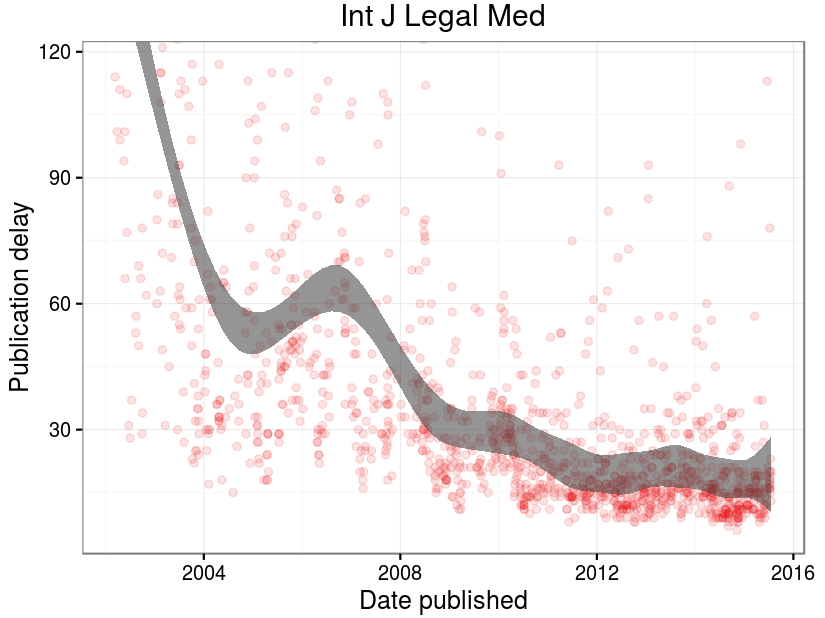 Int J Legal Med
120
90
60
30
Publication delay
2004 2008 2012 2016
Date published